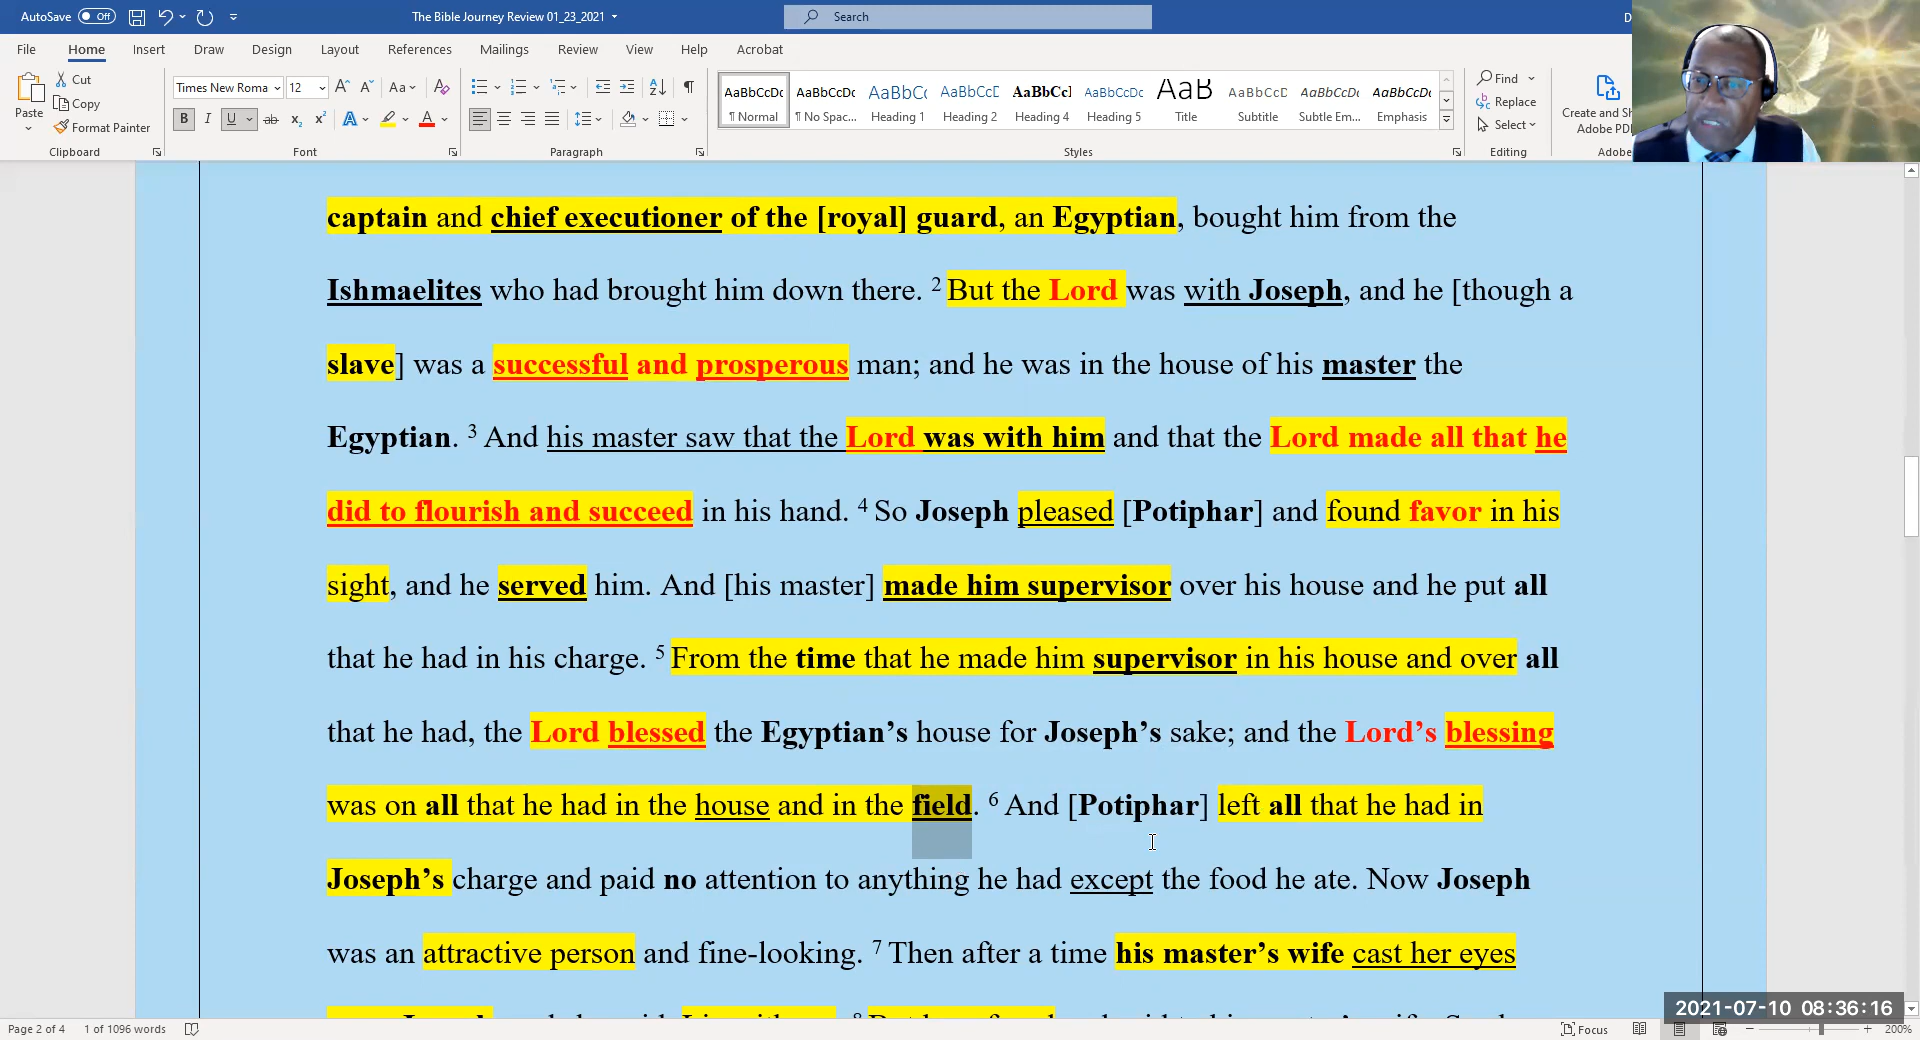 AutoSave Off The Bible Journey Review 01_23_2021 Search
File Home Insert Draw Design Layout References Mailings Review View Help Acrobat
Paste Cut Copy Format Painter Clipboard
Times New Roma 12 Aa B I U ab x₂ x² A A Font
Paragraph
AaBbCcDc ¶ Normal
AaBbCcDc ¶ No Spac...
AaBbCc Heading 1
AaBbCcD Heading 2
AaBbCcl Heading 4
AaBbCcDc Heading 5
AaB Title
AaBbCcD Subtitle
AaBbCcDc Subtle Em...
AaBbCcDc Emphasis
Styles
Find Replace Select Editing
Create and Sh
Adobe PD
Adobe
captain and chief executioner of the [royal] guard, an Egyptian, bought him from the
Ishmaelites who had brought him down there. 2 But the Lord was with Joseph, and he [though a
slave] was a successful and prosperous man; and he was in the house of his master the
Egyptian. 3 And his master saw that the Lord was with him and that the Lord made all that he
did to flourish and succeed in his hand. 4 So Joseph pleased [Potiphar] and found favor in his
sight, and he served him. And [his master] made him supervisor over his house and he put all
that he had in his charge. 5 From the time that he made him supervisor in his house and over all
that he had, the Lord blessed the Egyptian’s house for Joseph’s sake; and the Lord’s blessing
was on all that he had in the house and in the field. 6 And [Potiphar] left all that he had in
Joseph’s charge and paid no attention to anything he had except the food he ate. Now Joseph
was an attractive person and fine-looking. 7 Then after a time his master’s wife cast her eyes
2021-07-10 08:36:16
Page 2 of 4 1 of 1096 words Focus 200%